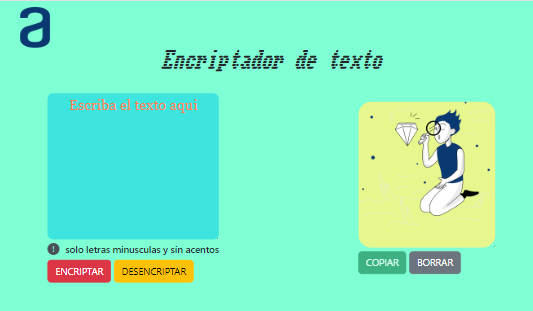 a
Encriptador de texto
Escriba el texto aqui
! solo letras minusculas y sin acentos
ENCRIPTAR DESENCRIPTAR
COPIAR BORRAR